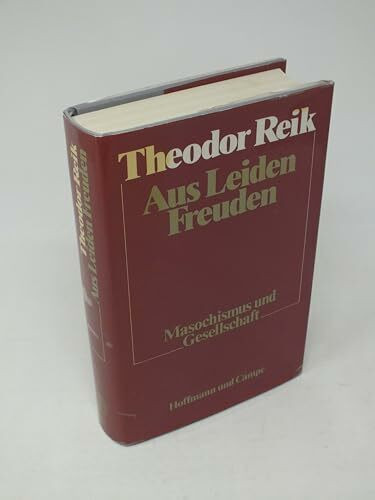 Theodor Reik
Aus Leiden
Freuden
Masochismus und
Gesellschaft
Hoffmann und Campe
Theodor Reik
Aus Leiden Freuden